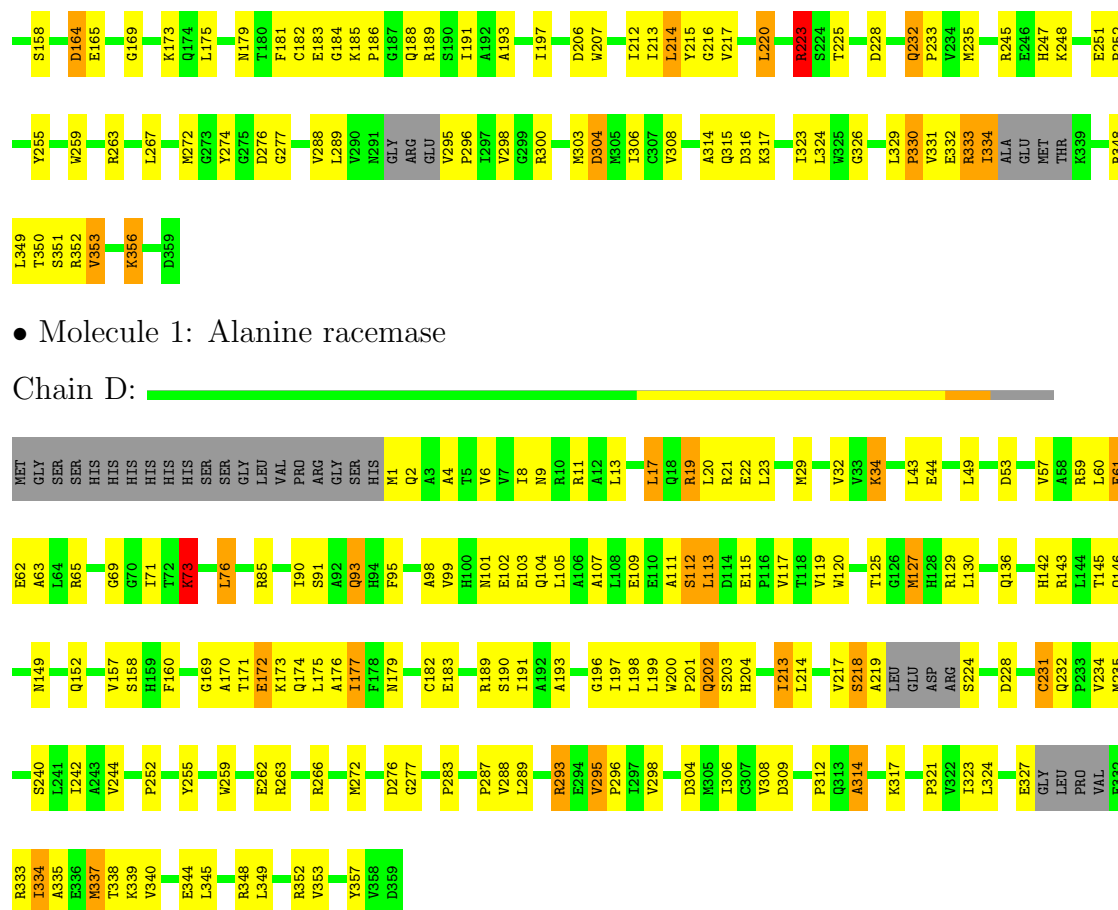 S158 D164 E165 G169 K173 Q174 L175 N179 T180 F181 C182 E183 G184 K185 P186 G187 Q188 R189 S190 I191 A192 A193 I197 D206 W207 I212 I213 L214 Y215 G216 V217 L220 R223 S224 T225 D228 Q232 P233 V234 M235 R245 E246 H247 K248 E251 P252
Y255 W259 R263 L267 M272 G273 Y274 G275 D276 G277 V288 L289 V290 N291 GLY ARG GLU V295 P296 I297 V298 G299 R300 M303 D304 M305 I306 C307 V308 A314 Q315 D316 K317 I323 L324 W325 G326 L329 P330 V331 E332 R333 I334 ALA GLU MET THR K339
L349 T350 S351 R352 V353 K356 D359
• Molecule 1: Alanine racemase
Chain D:
MET GLY SER SER HIS HIS HIS HIS HIS HIS SER SER GLY LEU VAL PRO ARG GLY SER HIS M1 Q2 A3 A4 T5 V6 V7 I8 N9 R10 R11 A12 L13 L17 Q18 R19 L20 R21 E22 L23 M29 V32 V33 K34 L43 E44 L49 D53 V57 A58 R59 L60
E62 A63 L64 R65 G69 G70 I71 T72 K73 L76 R85 I90 S91 A92 Q93 H94 F95 A98 V99 H100 N101 E102 E103 Q104 L105 A106 A107 L108 E109 E110 A111 S112 L113 D114 E115 P116 V117 T118 V119 W120 T125 G126 M127 H128 R129 L130 Q136 H142 R143 L144 T145
N149 Q152 V157 S158 H159 F160 G169 A170 T171 E172 K173 Q174 L175 A176 I177 F178 N179 C182 E183 R189 S190 I191 A192 A193 G196 I197 L198 L199 W200 P201 Q202 S203 H204 I213 L214 V217 S218 A219 LEU GLU ASP ARG S224 D228 C231 Q232 P233 V234 M235
S240 L241 I242 A243 V244 P252 Y255 W259 E262 R263 R266 M272 D276 G277 P283 P287 V288 L289 R293 E294 V295 P296 I297 V298 D304 M305 I306 C307 V308 D309 P312 Q313 A314 K317 P321 V322 I323 L324 E327 GLY LEU PRO VAL
R333 I334 A335 E336 M337 T338 K339 V340 E344 L345 R348 L349 R352 V353 Y357 V358 D359